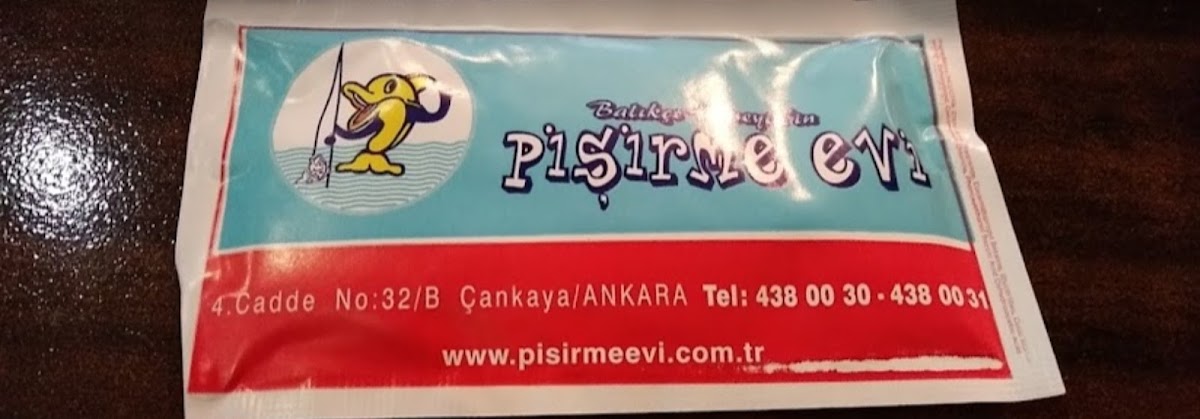 Balıkçı
Pişirme evi
4.Cadde No:32/B Çankaya/ANKARA Tel: 438 00 30 - 438 00 31
www.pisirmeevi.com.tr